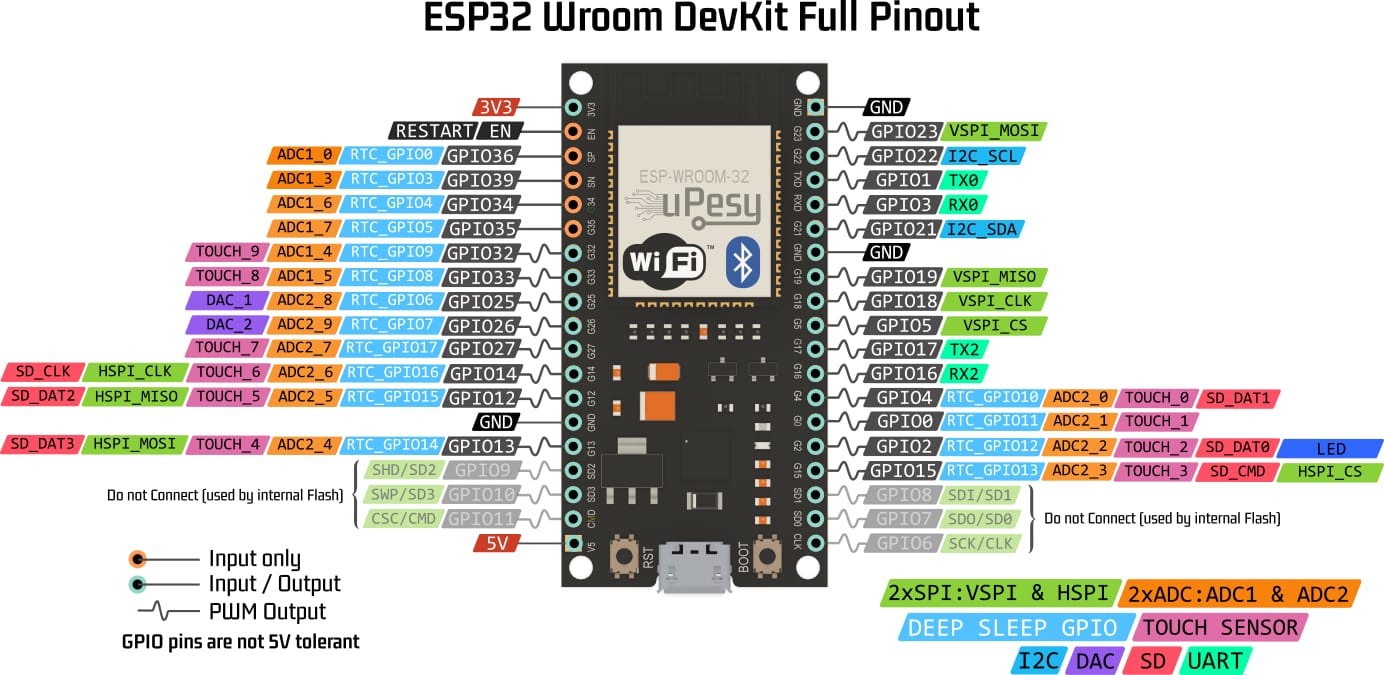 ESP32 Wroom DevKit Full Pinout
3V3 3V3 GND GND
RESTART EN EN G23 GPIO23 VSPI_MOSI
ADC1_0 RTC_GPIO0 GPIO36 SP G22 GPIO22 I2C_SCL
ADC1_3 RTC_GPIO3 GPIO39 SN TXD GPIO1 TX0
ADC1_6 RTC_GPIO4 GPIO34 34 RXD GPIO3 RX0
ADC1_7 RTC_GPIO5 GPIO35 G35 G21 GPIO21 I2C_SDA
TOUCH_9 ADC1_4 RTC_GPIO9 GPIO32 G32 GND GND
TOUCH_8 ADC1_5 RTC_GPIO8 GPIO33 G33 G19 GPIO19 VSPI_MISO
DAC_1 ADC2_8 RTC_GPIO6 GPIO25 G25 G18 GPIO18 VSPI_CLK
DAC_2 ADC2_9 RTC_GPIO7 GPIO26 G26 G5 GPIO5 VSPI_CS
TOUCH_7 ADC2_7 RTC_GPIO17 GPIO27 G27 G17 GPIO17 TX2
SD_CLK HSPI_CLK TOUCH_6 ADC2_6 RTC_GPIO16 GPIO14 G14 G16 GPIO16 RX2
SD_DAT2 HSPI_MISO TOUCH_5 ADC2_5 RTC_GPIO15 GPIO12 G12 G4 GPIO4 RTC_GPIO10 ADC2_0 TOUCH_0 SD_DAT1
GND GND G0 GPIO0 RTC_GPIO11 ADC2_1 TOUCH_1
SD_DAT3 HSPI_MOSI TOUCH_4 ADC2_4 RTC_GPIO14 GPIO13 G13 G2 GPIO2 RTC_GPIO12 ADC2_2 TOUCH_2 SD_DAT0 LED
SHD/SD2 GPIO9 SD2 G15 GPIO15 RTC_GPIO13 ADC2_3 TOUCH_3 SD_CMD HSPI_CS
SWP/SD3 GPIO10 SD3 SD1 GPIO8 SDI/SD1
CSC/CMD GPIO11 CMD SD0 GPIO7 SDO/SD0
5V V5 CLK GPIO6 SCK/CLK
Do not Connect (used by internal Flash)
Do not Connect (used by internal Flash)
ESP-WROOM-32
uPesy
WiFi™
RST BOOT
Input only
Input / Output
PWM Output
GPIO pins are not 5V tolerant
2xSPI:VSPI & HSPI 2xADC:ADC1 & ADC2
DEEP SLEEP GPIO TOUCH SENSOR
I2C DAC SD UART